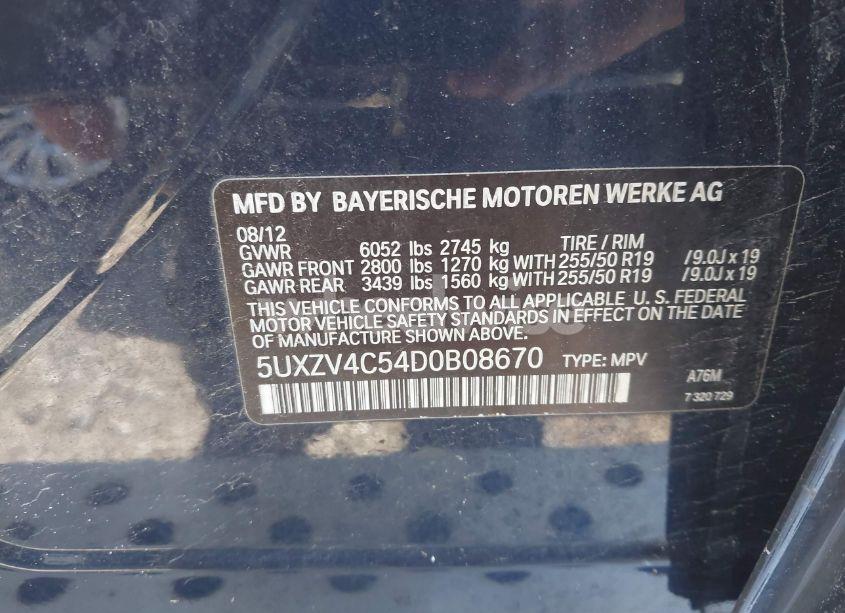 MFD BY BAYERISCHE MOTOREN WERKE AG
08/12
GVWR 6052 lbs 2745 kg TIRE / RIM
GAWR FRONT 2800 lbs 1270 kg WITH 255/50 R19 /9.0J x 19
GAWR REAR 3439 lbs 1560 kg WITH 255/50 R19 /9.0J x 19
THIS VEHICLE CONFORMS TO ALL APPLICABLE U.S. FEDERAL
MOTOR VEHICLE SAFETY STANDARDS IN EFFECT ON THE DATE
OF MANUFACTURE SHOWN ABOVE.
5UXZV4C54D0B08670 TYPE: MPV
A76M
7 320 729